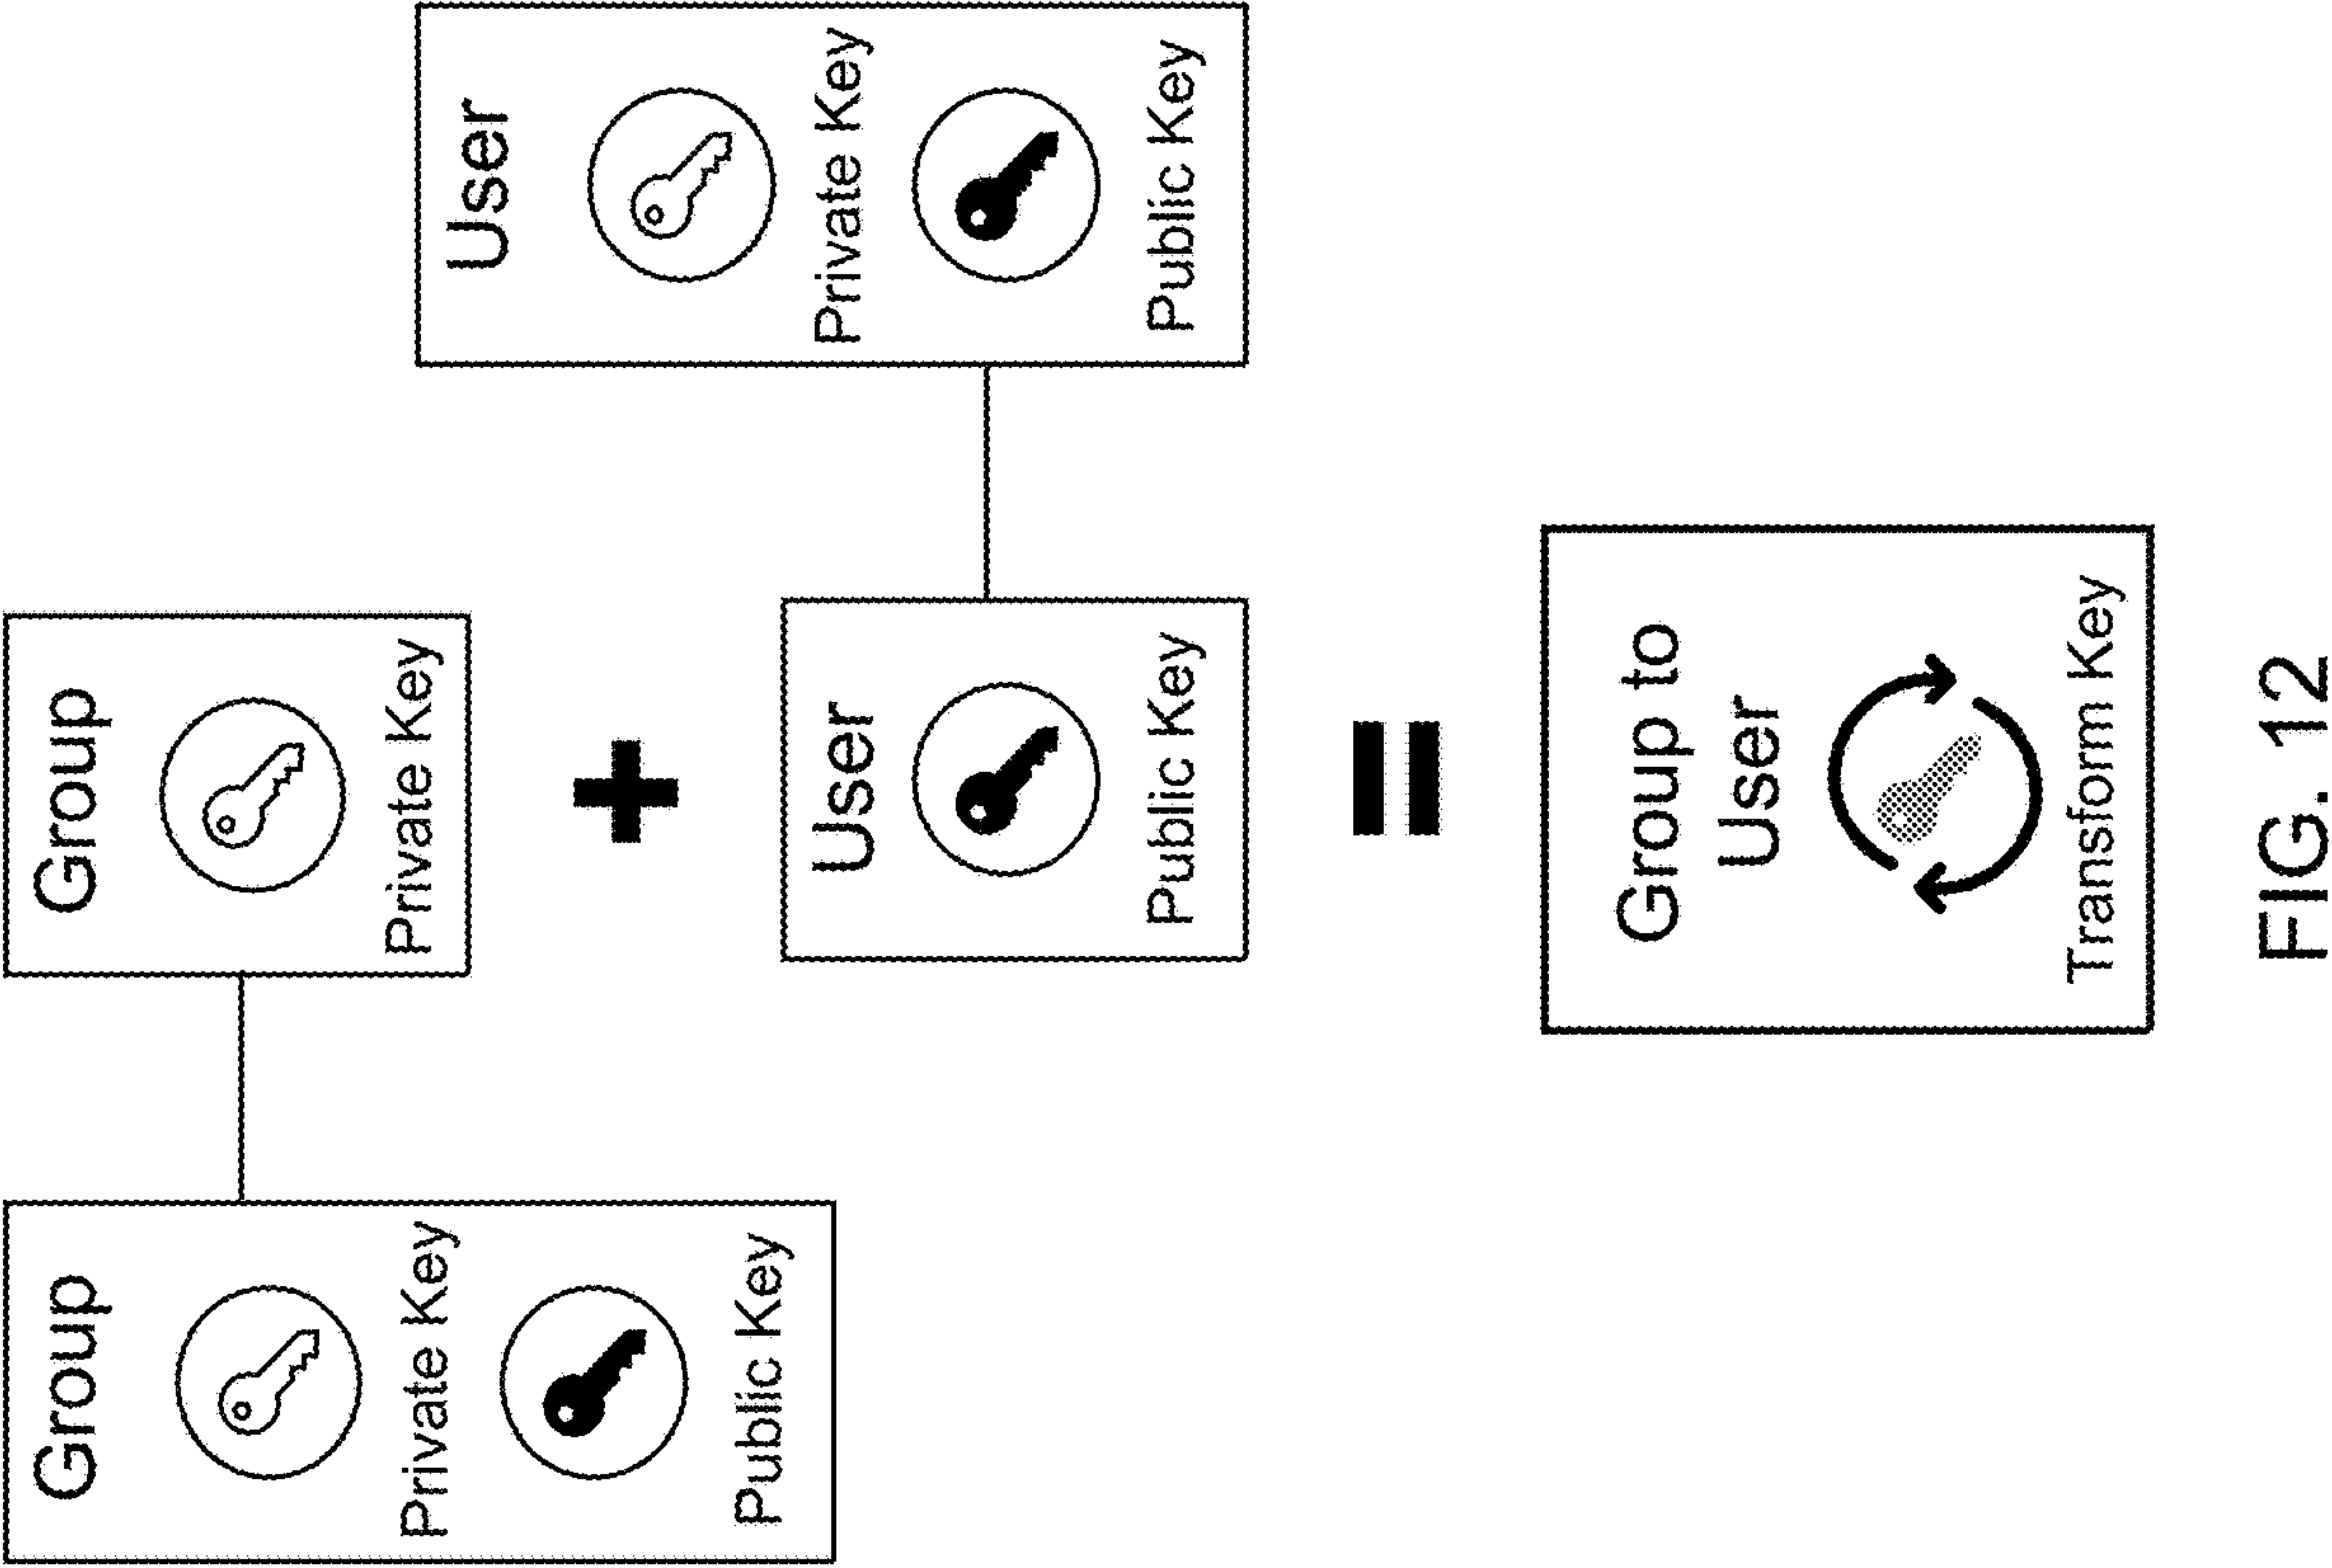 Group
Private Key
Public Key
Group
Private Key
+
User
Public Key
=
Group to
User
Transform Key
User
Private Key
Public Key
FIG. 12